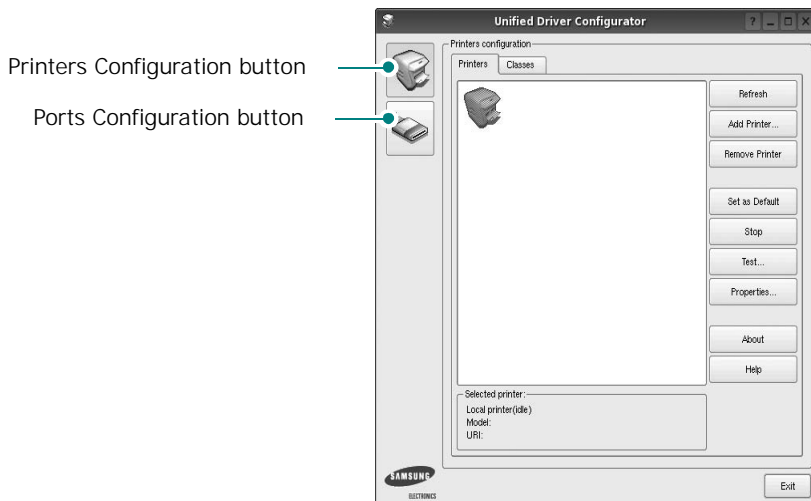 Unified Driver Configurator
Printers Configuration button
Ports Configuration button
Printers configuration
Printers
Classes
Refresh
Add Printer...
Remove Printer
Set as Default
Stop
Test...
Properties...
About
Help
Selected printer:
Local printer(idle)
Model:
URI:
SAMSUNG
ELECTRONICS
Exit